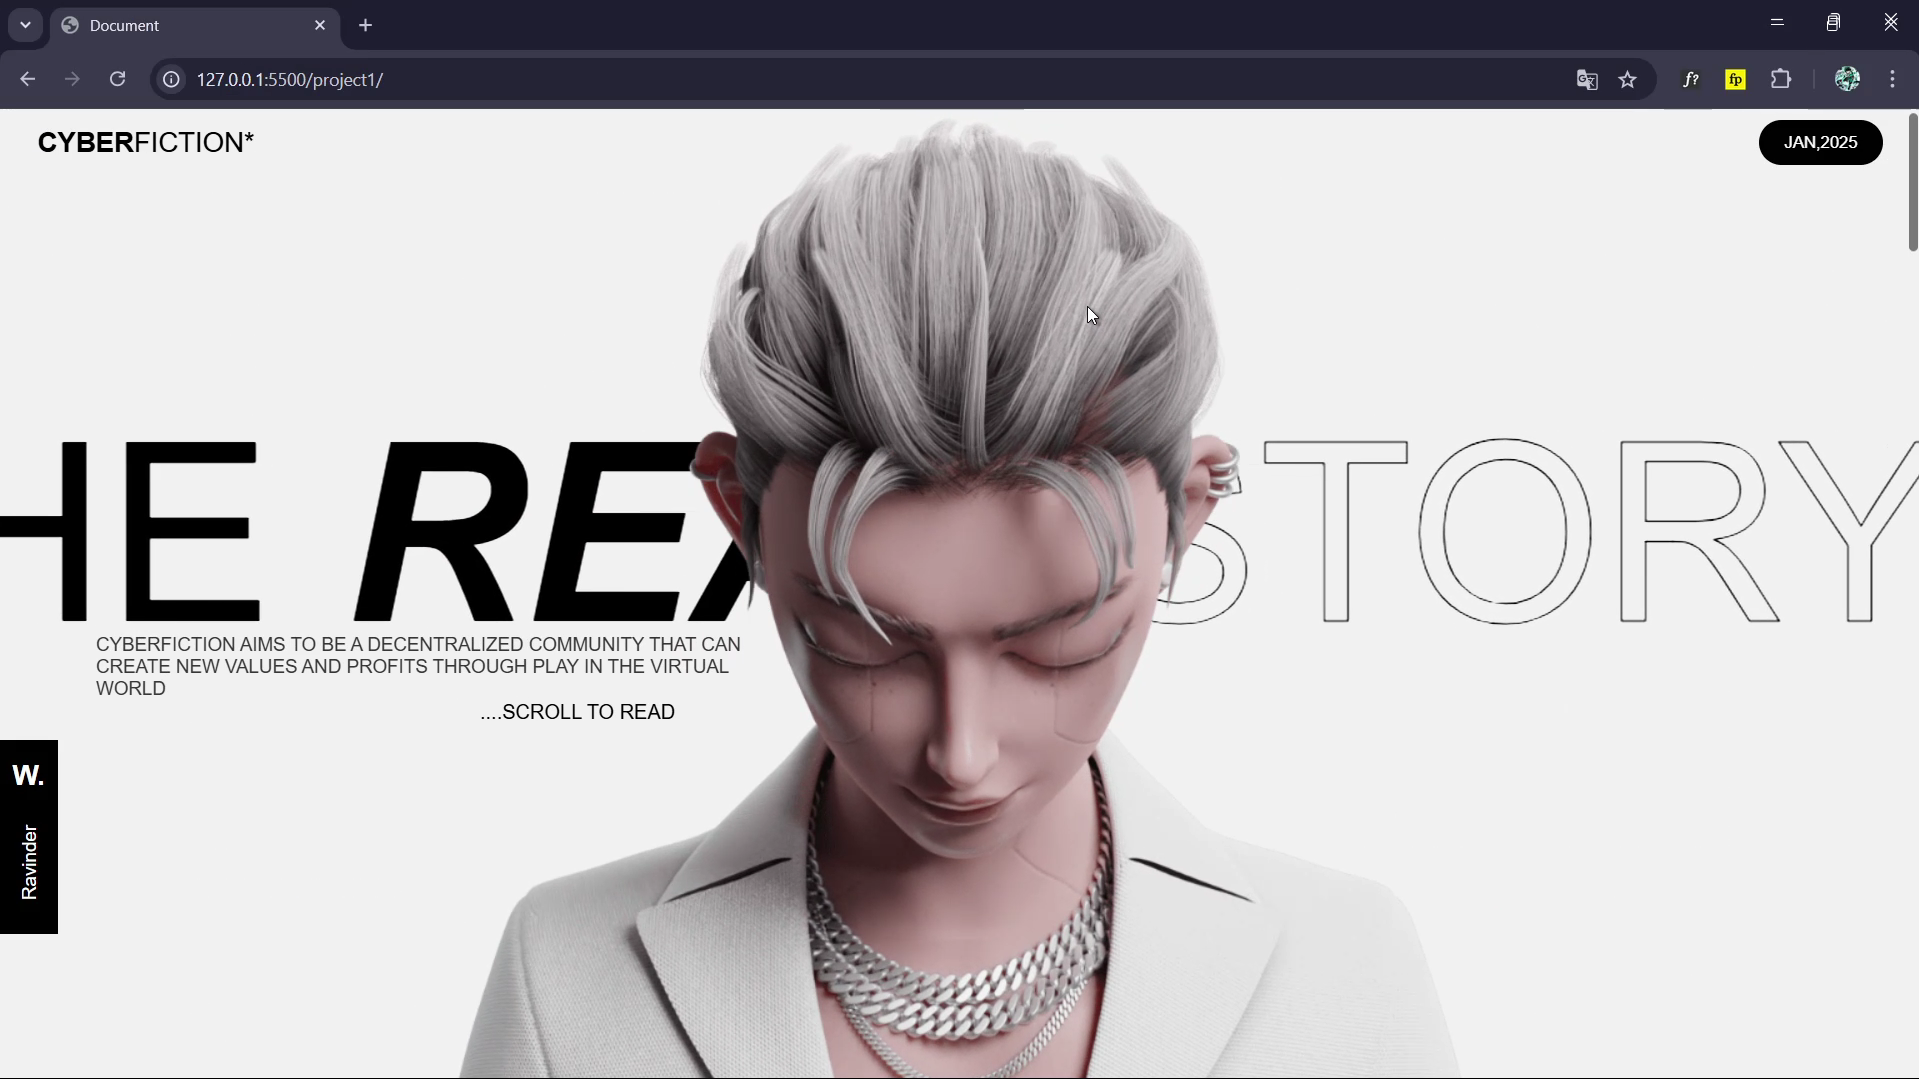 Document
127.0.0.1:5500/project1/
f?
fp
CYBERFICTION*
JAN,2025
HE REA STORY
CYBERFICTION AIMS TO BE A DECENTRALIZED COMMUNITY THAT CAN
CREATE NEW VALUES AND PROFITS THROUGH PLAY IN THE VIRTUAL
WORLD
....SCROLL TO READ
W.
Ravinder